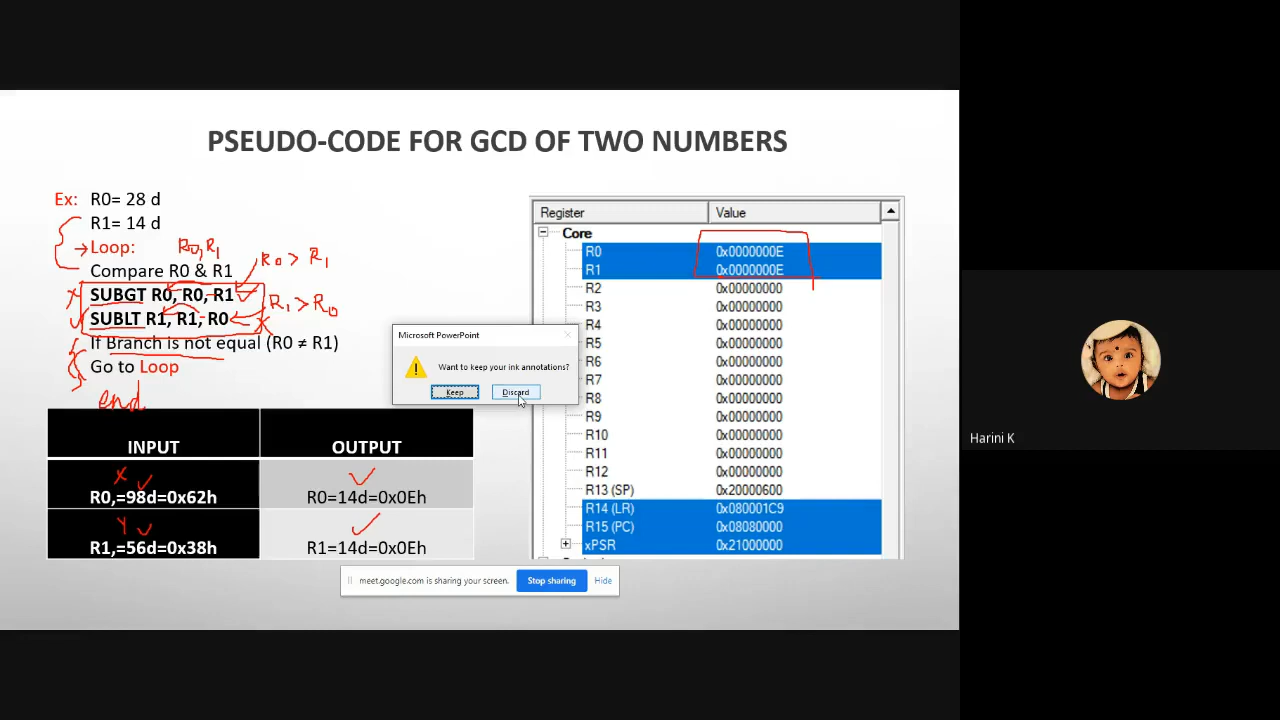 PSEUDO-CODE FOR GCD OF TWO NUMBERS
Ex: R0= 28 d
R1= 14 d
Loop: R0,R1
Compare R0 & R1 R0 > R1
SUBGT R0, R0, R1
SUBLT R1, R1, R0 R1 > R0
If Branch is not equal (R0 ≠ R1)
Go to Loop
end
INPUT OUTPUT
X
R0,=98d=0x62h R0=14d=0x0Eh
Y
R1,=56d=0x38h R1=14d=0x0Eh
Register Value
Core
R0 0x0000000E
R1 0x0000000E
R2 0x00000000
R3 0x00000000
R4 0x00000000
R5 0x00000000
R6 0x00000000
R7 0x00000000
R8 0x00000000
R9 0x00000000
R10 0x00000000
R11 0x00000000
R12 0x00000000
R13 (SP) 0x20000600
R14 (LR) 0x080001C9
R15 (PC) 0x08080000
xPSR 0x21000000
Microsoft PowerPoint
Want to keep your ink annotations?
Keep Discard
meet.google.com is sharing your screen. Stop sharing Hide
Harini K